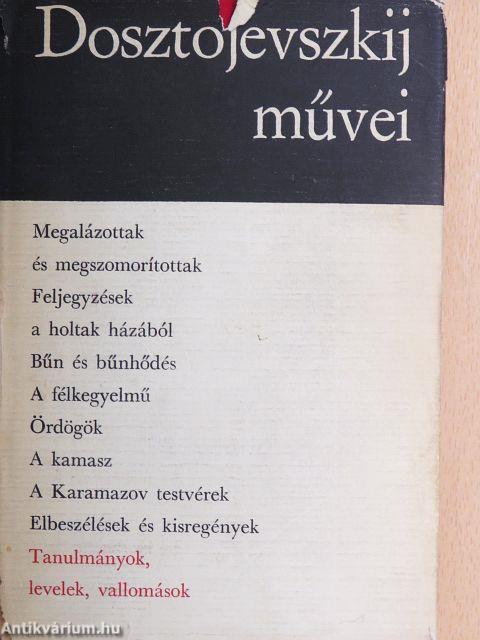 Dosztojevszkij
művei
Megalázottak
és megszomorítottak
Feljegyzések
a holtak házából
Bűn és bűnhődés
A félkegyelmű
Ördögök
A kamasz
A Karamazov testvérek
Elbeszélések és kisregények
Tanulmányok,
levelek, vallomások
Antikvárium.hu